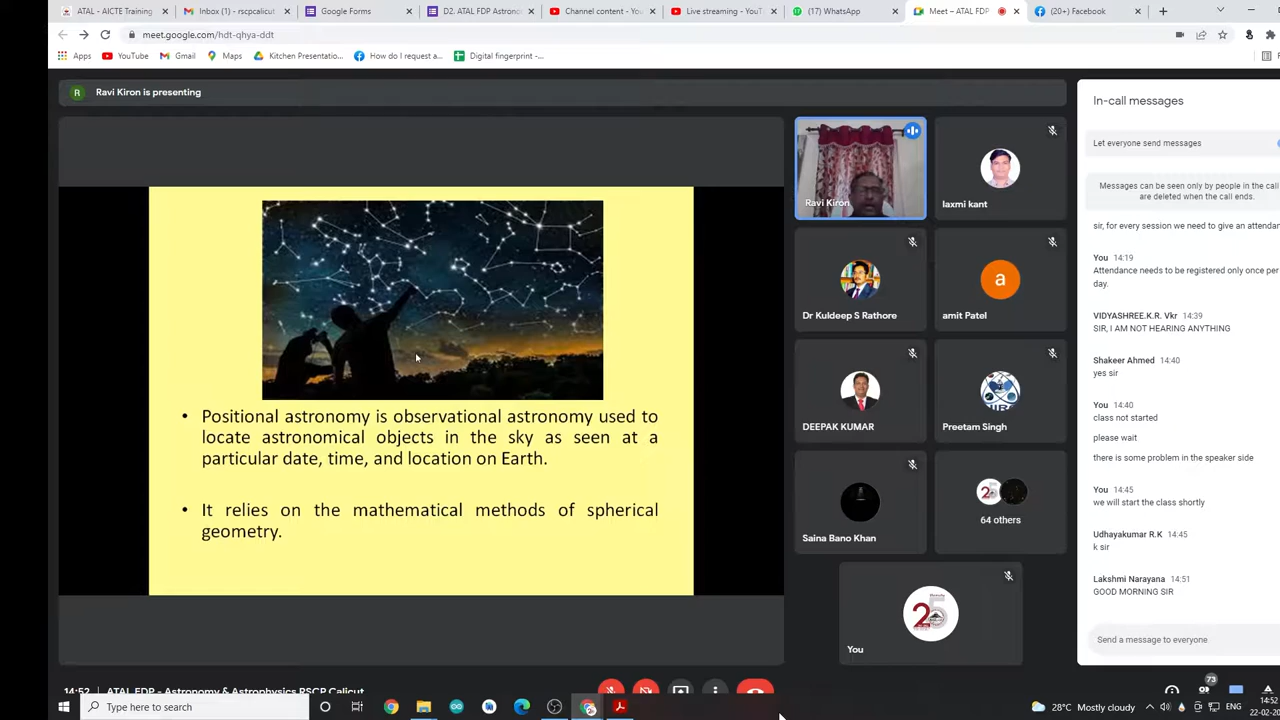 ATAL - AICTE Training
Inbox (1) - rscpcalicut
Google Forms
D2. ATAL FDP Astron
Channel content - You
Live streaming - YouT
(17) WhatsApp
Meet – ATAL FDP
(20+) Facebook
meet.google.com/hdt-qhya-ddt
Apps
YouTube
Gmail
Maps
Kitchen Presentatio...
How do I request a...
Digital fingerprint -...
R
Ravi Kiron is presenting
Ravi Kiron
laxmi kant
Dr Kuldeep S Rathore
a
amit Patel
DEEPAK KUMAR
Preetam Singh
Saina Bano Khan
64 others
25
You
• Positional astronomy is observational astronomy used to
locate astronomical objects in the sky as seen at a
particular date, time, and location on Earth.
• It relies on the mathematical methods of spherical
geometry.
In-call messages
Let everyone send messages
Messages can be seen only by people in the call
are deleted when the call ends.
sir, for every session we need to give an attendan
You 14:19
Attendance needs to be registered only once per
day.
VIDYASHREE.K.R. Vkr 14:39
SIR, I AM NOT HEARING ANYTHING
Shakeer Ahmed 14:40
yes sir
You 14:40
class not started
please wait
there is some problem in the speaker side
You 14:45
we will start the class shortly
Udhayakumar R.K 14:45
k sir
Lakshmi Narayana 14:51
GOOD MORNING SIR
Send a message to everyone
14:52 ATAL FDP - Astronomy & Astrophysics RSCP Calicut
73
Type here to search
28°C Mostly cloudy
ENG
14:52
22-02-20